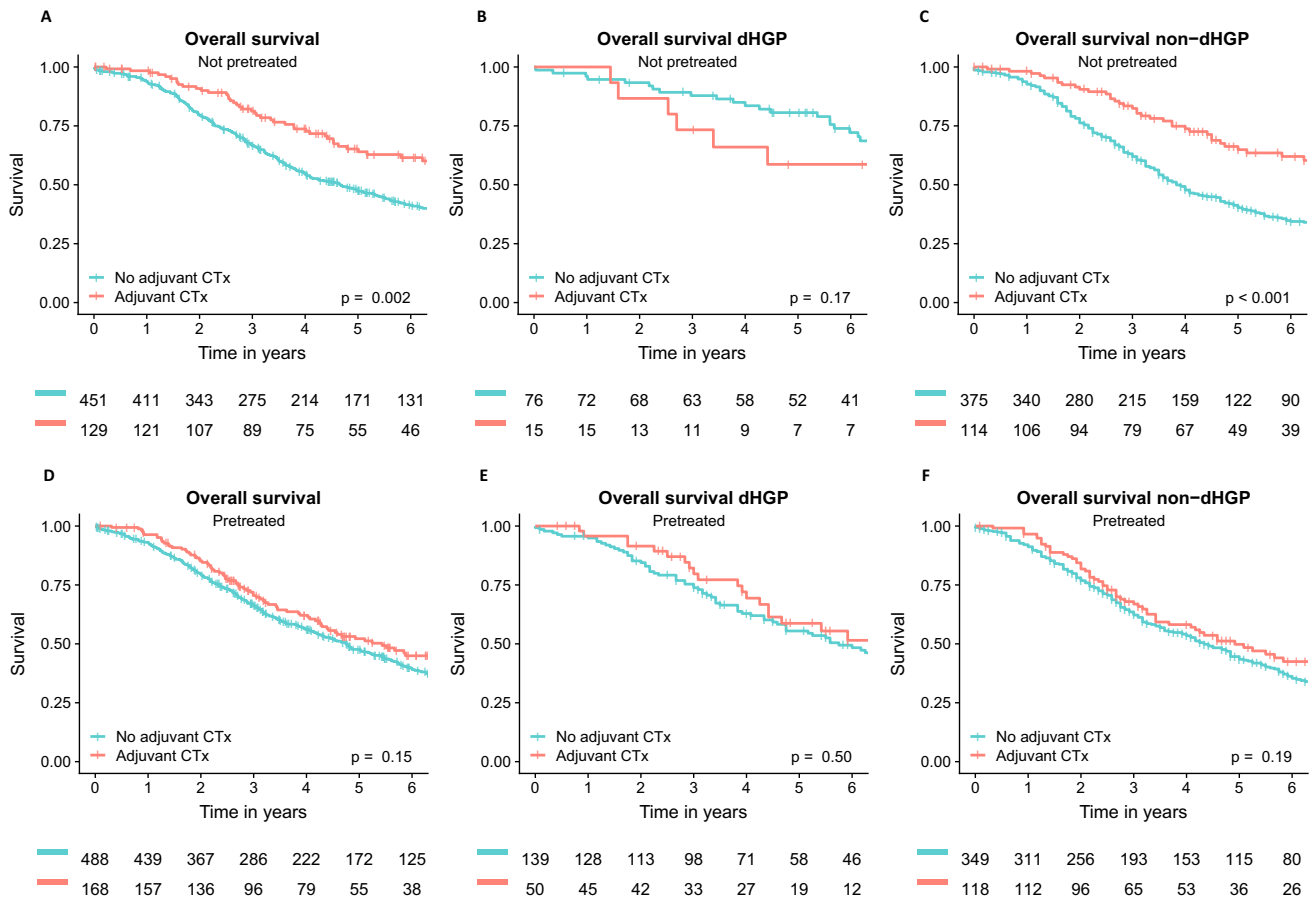 A
Overall survival
Not pretreated
1.00
0.75
0.50
0.25
0.00
Survival
No adjuvant CTx
Adjuvant CTx
p = 0.002
0 1 2 3 4 5 6
Time in years
451 411 343 275 214 171 131
129 121 107 89 75 55 46
B
Overall survival dHGP
Not pretreated
1.00
0.75
0.50
0.25
0.00
Survival
No adjuvant CTx
Adjuvant CTx
p = 0.17
0 1 2 3 4 5 6
Time in years
76 72 68 63 58 52 41
15 15 13 11 9 7 7
C
Overall survival non−dHGP
Not pretreated
1.00
0.75
0.50
0.25
0.00
Survival
No adjuvant CTx
Adjuvant CTx
p < 0.001
0 1 2 3 4 5 6
Time in years
375 340 280 215 159 122 90
114 106 94 79 67 49 39
D
Overall survival
Pretreated
1.00
0.75
0.50
0.25
0.00
Survival
No adjuvant CTx
Adjuvant CTx
p = 0.15
0 1 2 3 4 5 6
Time in years
488 439 367 286 222 172 125
168 157 136 96 79 55 38
E
Overall survival dHGP
Pretreated
1.00
0.75
0.50
0.25
0.00
Survival
No adjuvant CTx
Adjuvant CTx
p = 0.50
0 1 2 3 4 5 6
Time in years
139 128 113 98 71 58 46
50 45 42 33 27 19 12
F
Overall survival non−dHGP
Pretreated
1.00
0.75
0.50
0.25
0.00
Survival
No adjuvant CTx
Adjuvant CTx
p = 0.19
0 1 2 3 4 5 6
Time in years
349 311 256 193 153 115 80
118 112 96 65 53 36 26